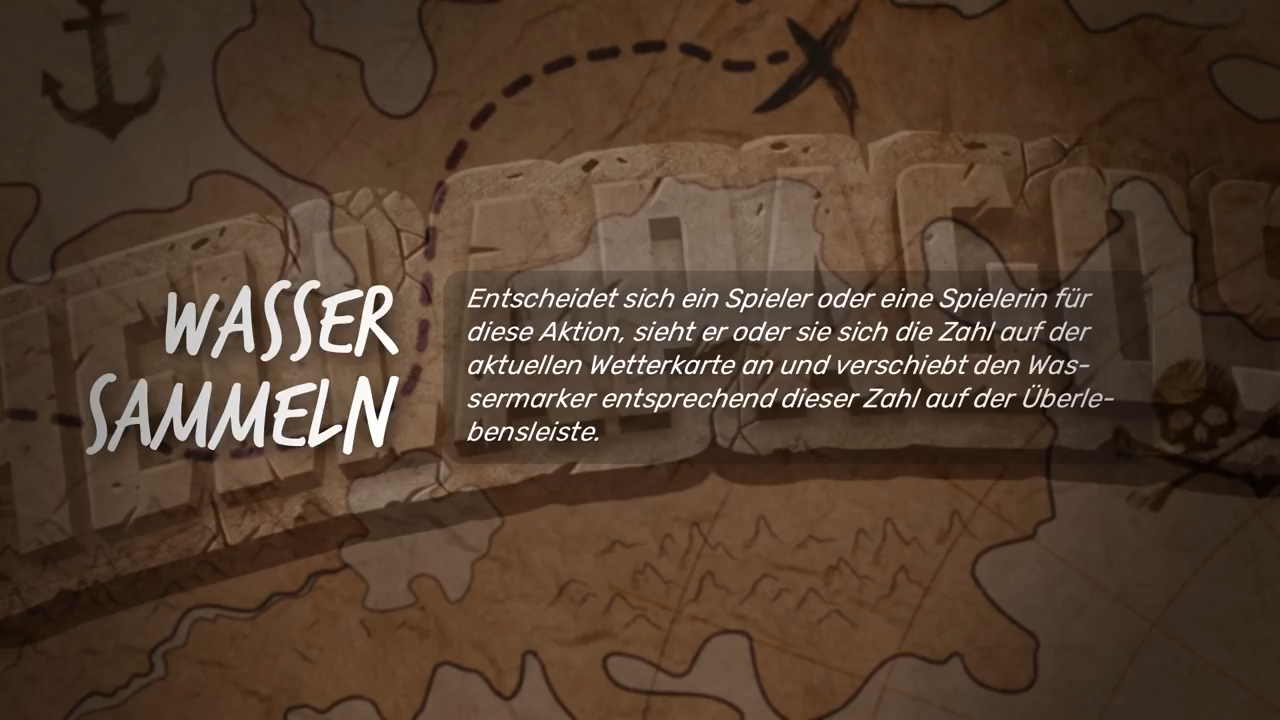 WASSER
SAMMELN
Entscheidet sich ein Spieler oder eine Spielerin für
diese Aktion, sieht er oder sie sich die Zahl auf der
aktuellen Wetterkarte an und verschiebt den Was-
sermarker entsprechend dieser Zahl auf der Überle-
bensleiste.